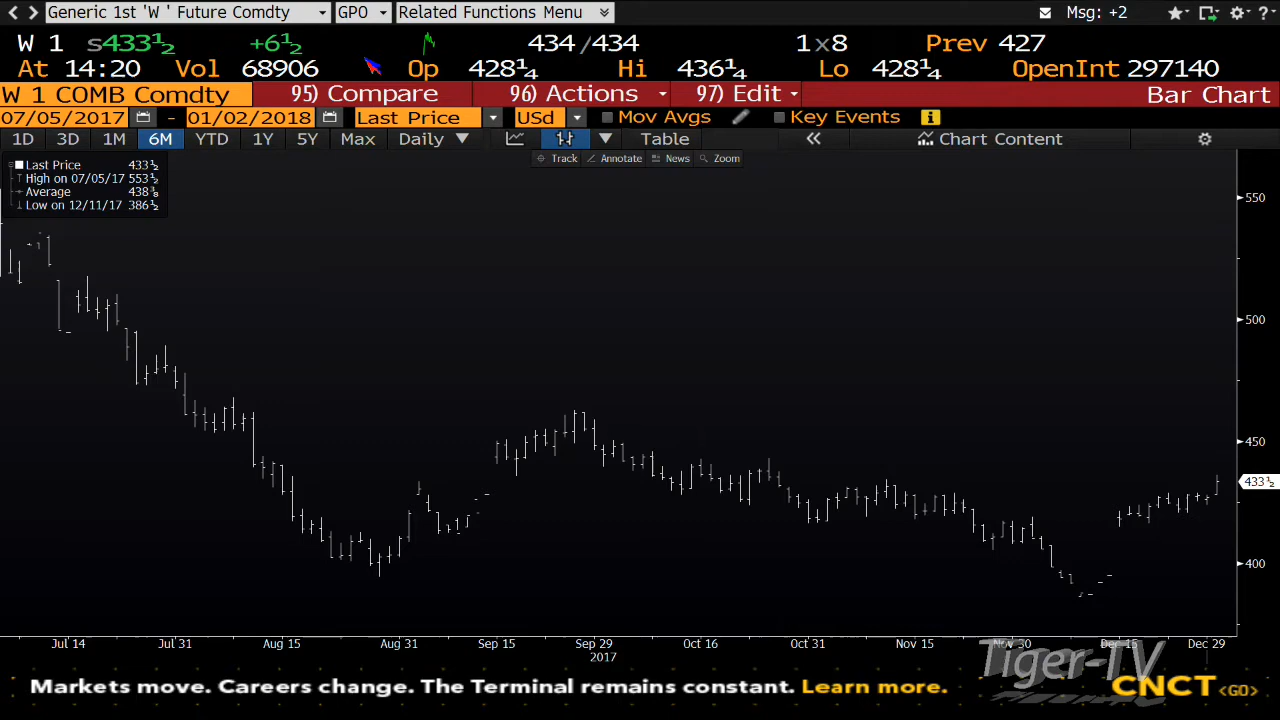 Generic 1st 'W ' Future Comdty GPO Related Functions Menu Msg: +2
W 1 s433½ +6½ 434 /434 1x8 Prev 427
At 14:20 Vol 68906 Op 428¼ Hi 436¼ Lo 428¼ OpenInt 297140
W 1 COMB Comdty 95) Compare 96) Actions 97) Edit Bar Chart
07/05/2017 - 01/02/2018 Last Price USd Mov Avgs Key Events
1D 3D 1M 6M YTD 1Y 5Y Max Daily Table Chart Content
Track Annotate News Zoom
Last Price 433½
High on 07/05/17 553½
Average 438⅜
Low on 12/11/17 386½
550
500
450
433½
400
Jul 14 Jul 31 Aug 15 Aug 31 Sep 15 Sep 29 Oct 16 Oct 31 Nov 15 Nov 30 Dec 15 Dec 29
2017
Tiger-TV
Markets move. Careers change. The Terminal remains constant. Learn more. CNCT <GO>